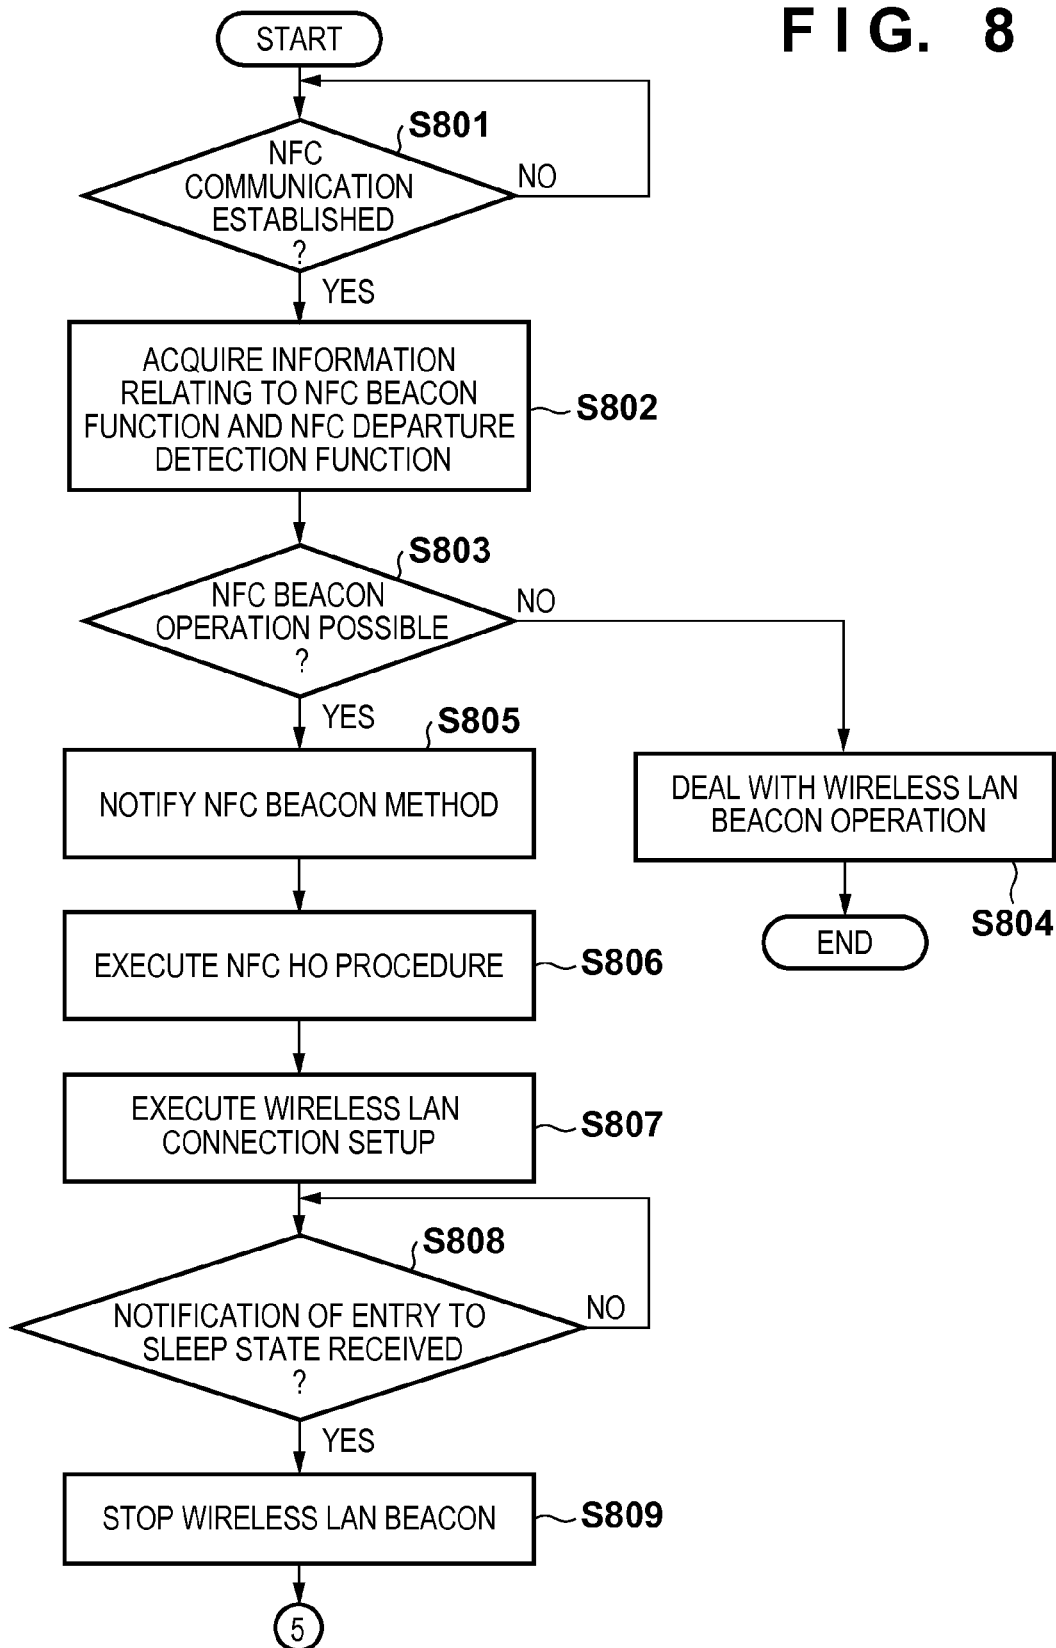 FIG. 8
START
S801
NFC
COMMUNICATION
ESTABLISHED
?
NO
YES
ACQUIRE INFORMATION
RELATING TO NFC BEACON
FUNCTION AND NFC DEPARTURE
DETECTION FUNCTION
S802
S803
NFC BEACON
OPERATION POSSIBLE
?
NO
YES
S805
NOTIFY NFC BEACON METHOD
DEAL WITH WIRELESS LAN
BEACON OPERATION
S804
END
EXECUTE NFC HO PROCEDURE
S806
EXECUTE WIRELESS LAN
CONNECTION SETUP
S807
S808
NOTIFICATION OF ENTRY TO
SLEEP STATE RECEIVED
?
NO
YES
STOP WIRELESS LAN BEACON
S809
5